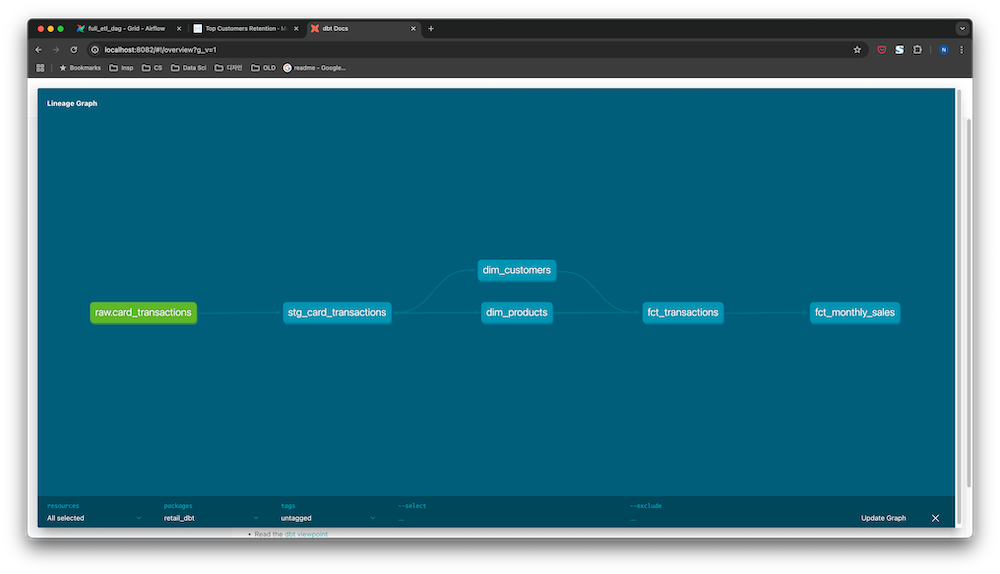 full_etl_dag - Grid - Airflow
Top Customers Retention - M
dbt Docs
localhost:8082/#!/overview?g_v=1
N
Bookmarks
Insp
CS
Data Sci
디자인
OLD
readme - Google...
Lineage Graph
dim_customers
raw.card_transactions
stg_card_transactions
dim_products
fct_transactions
fct_monthly_sales
resources
packages
tags
--select
--exclude
All selected
retail_dbt
untagged
...
...
Update Graph
Read the dbt viewpoint